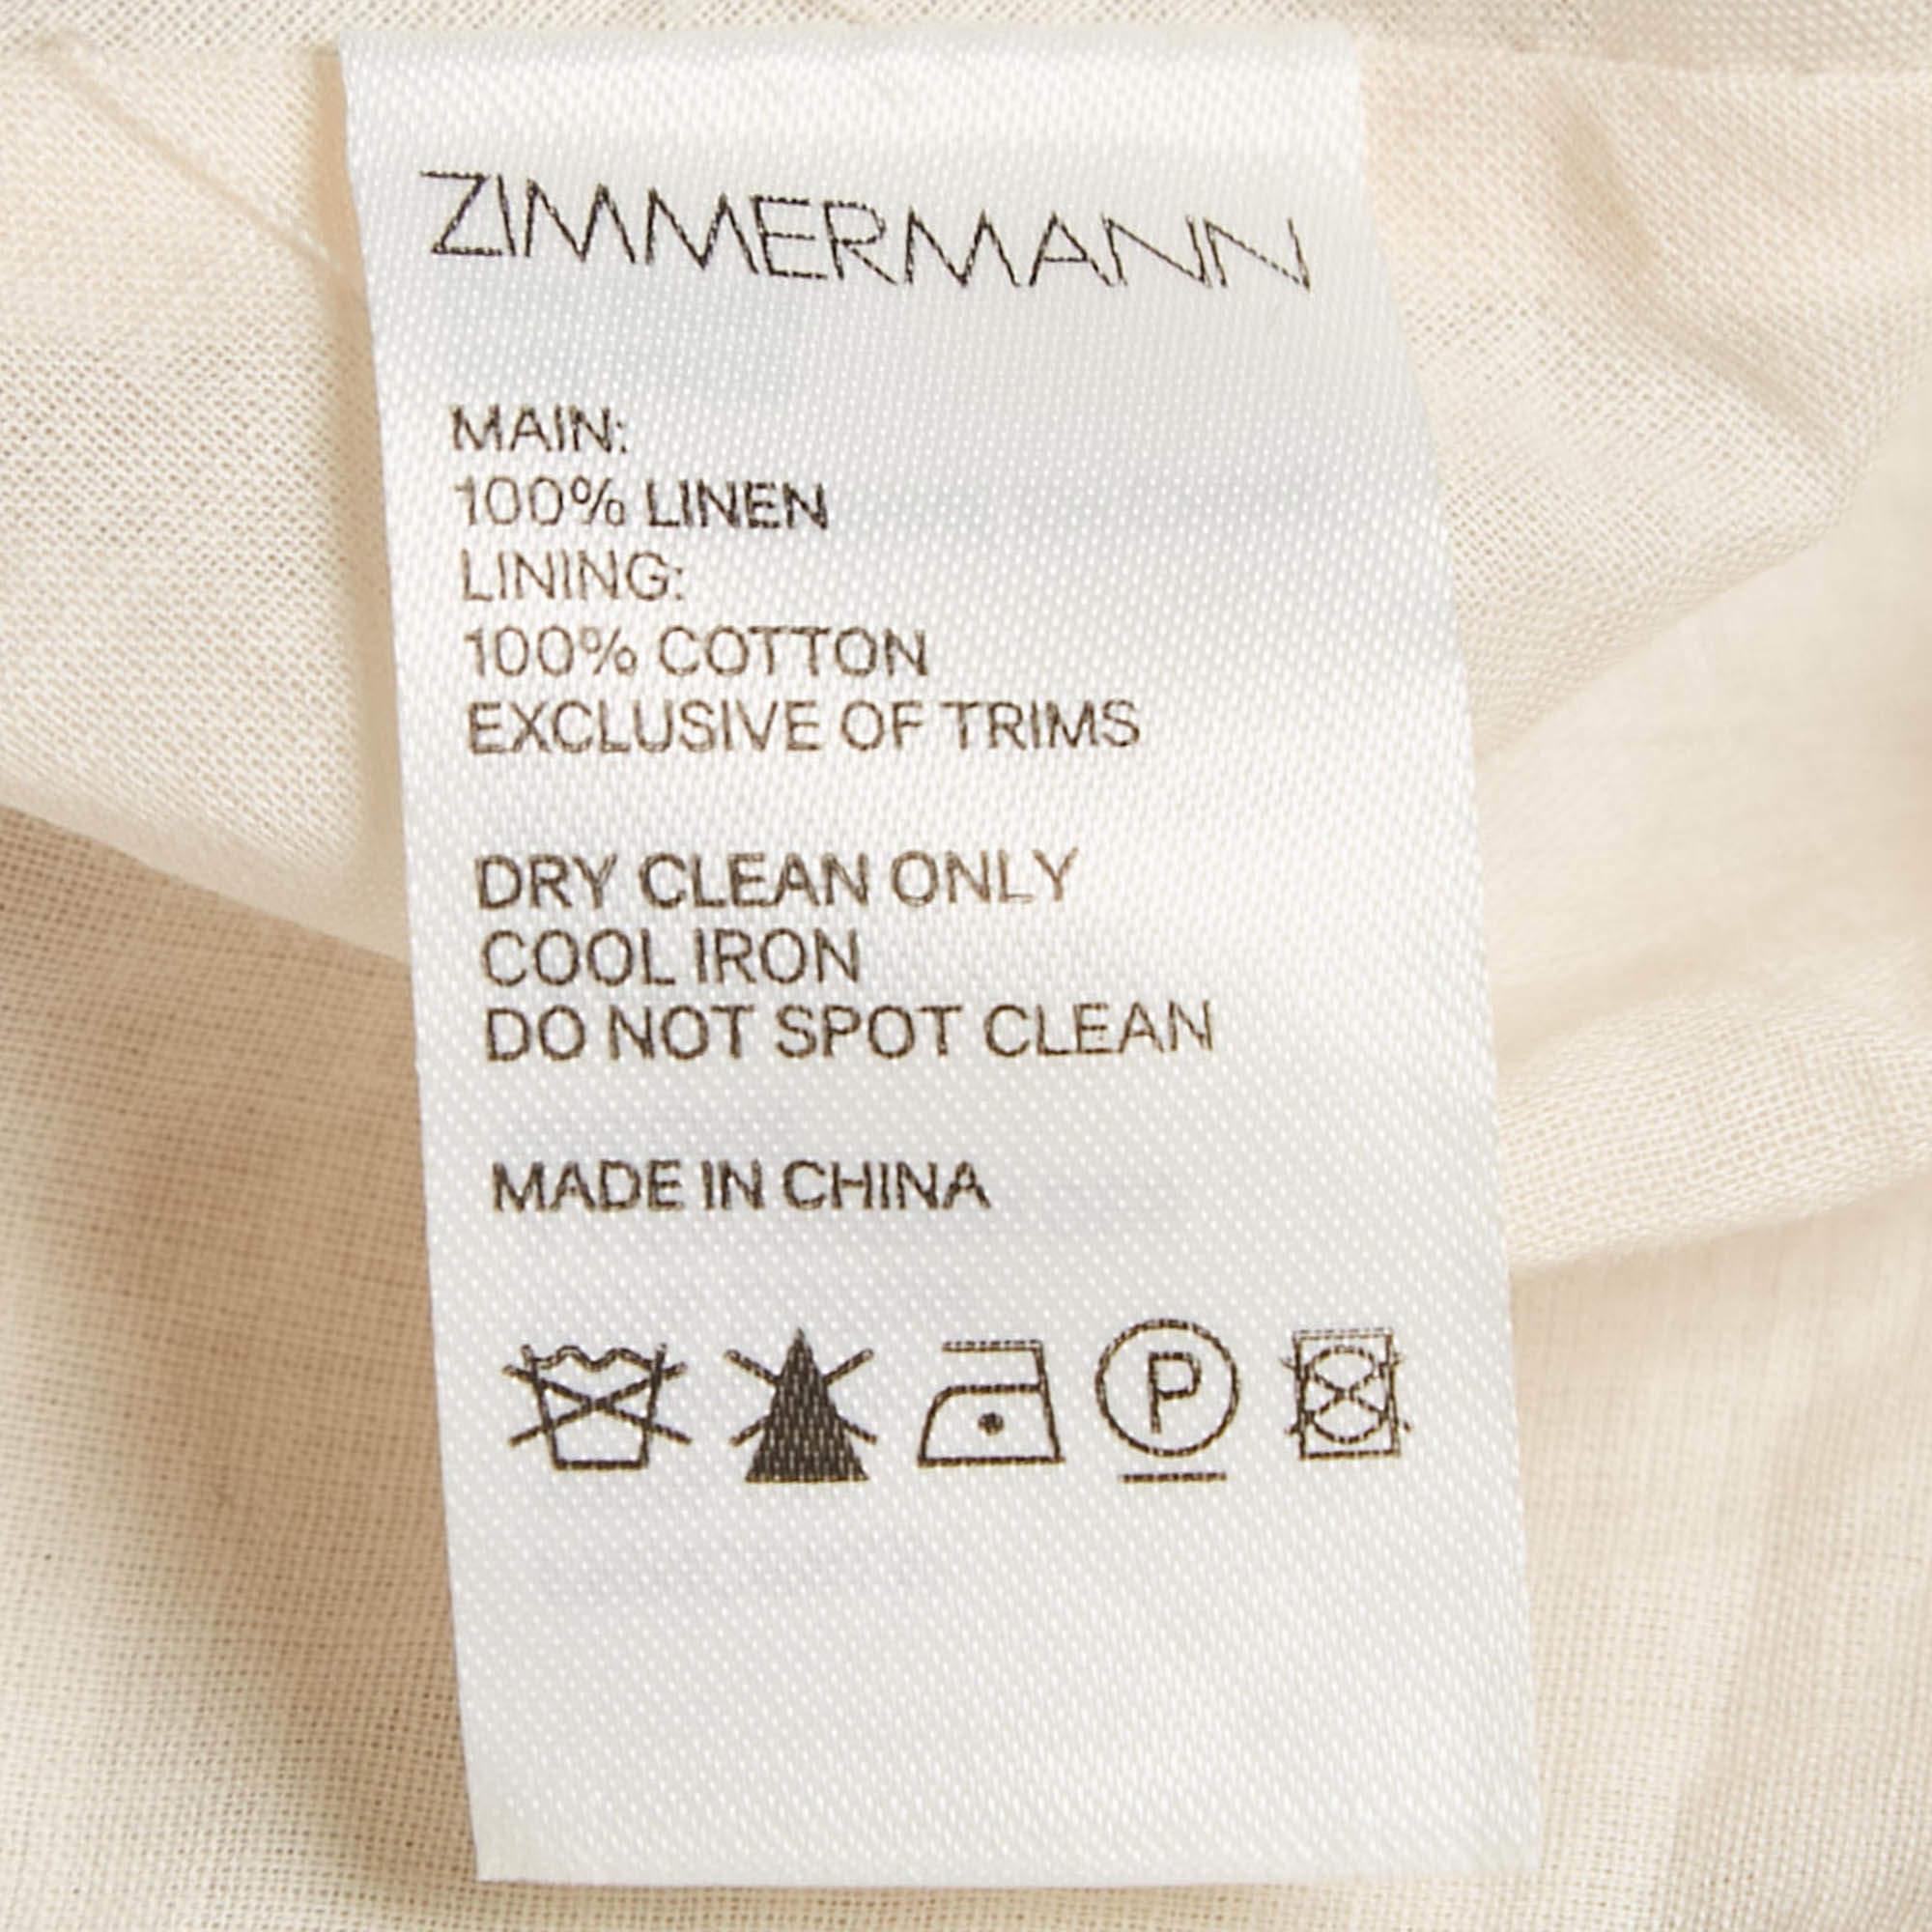 ZIMMERMANN
MAIN:
100% LINEN
LINING:
100% COTTON
EXCLUSIVE OF TRIMS
DRY CLEAN ONLY
COOL IRON
DO NOT SPOT CLEAN
MADE IN CHINA
P